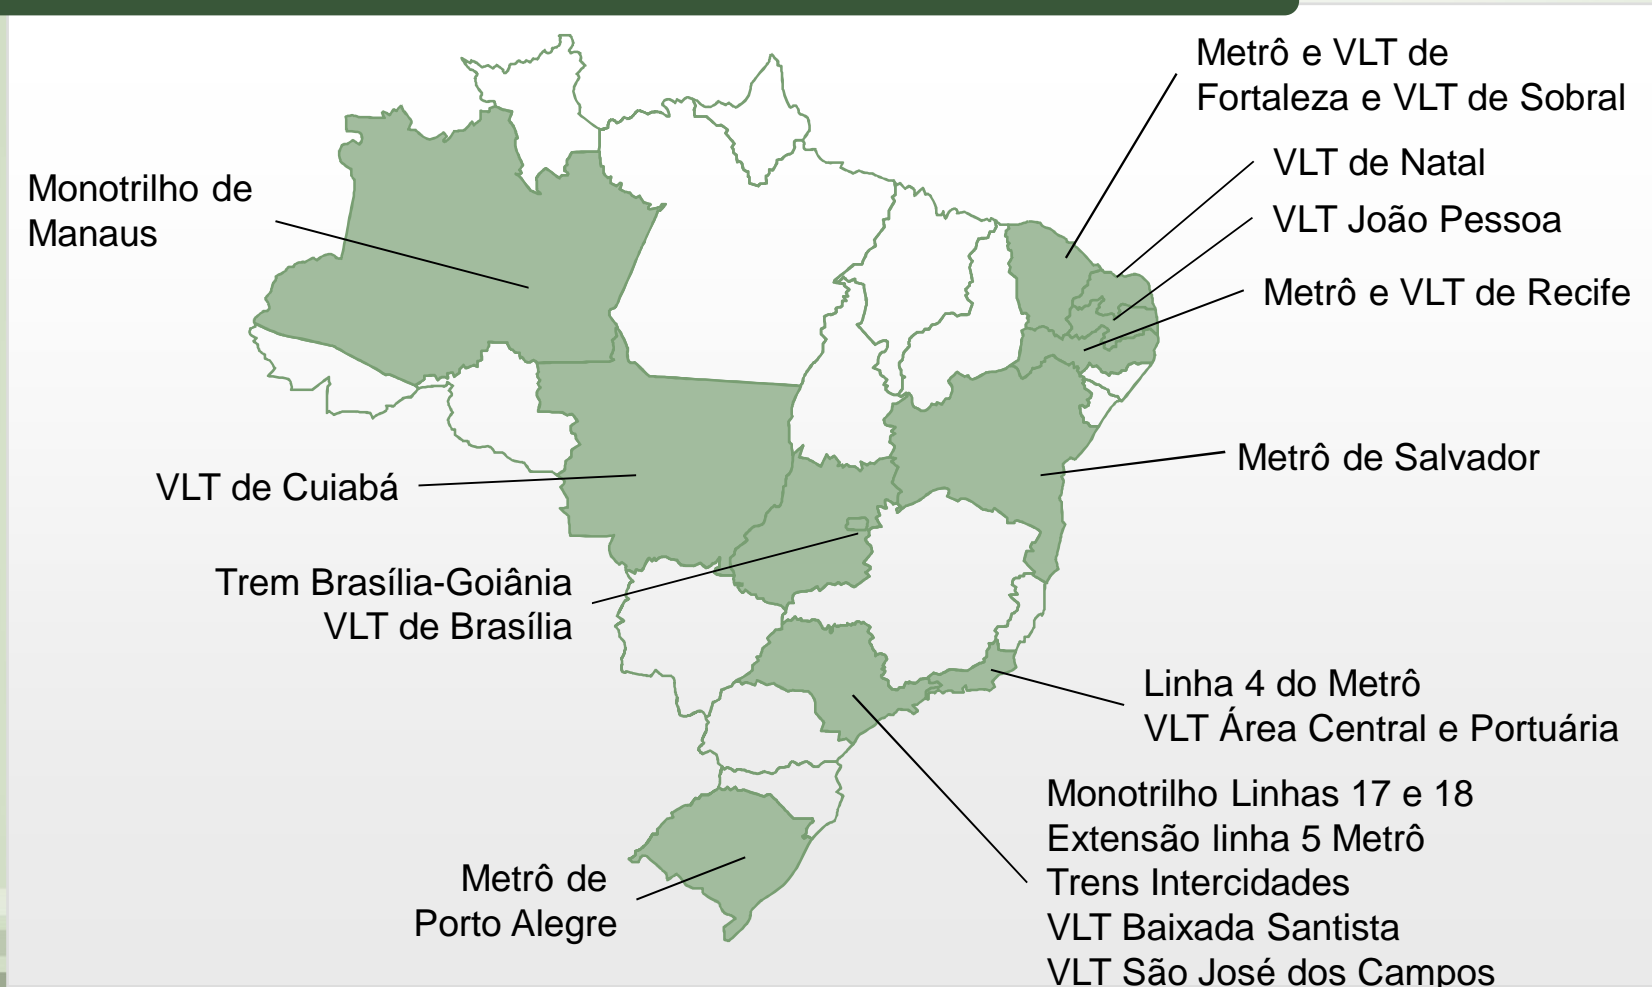 Metrô e VLT de
Fortaleza e VLT de Sobral
VLT de Natal
Monotrilho de
Manaus
VLT João Pessoa
Metrô e VLT de Recife
Metrô de Salvador
VLT de Cuiabá
Trem Brasília-Goiânia
VLT de Brasília
Linha 4 do Metrô
VLT Área Central e Portuária
Monotrilho Linhas 17 e 18
Extensão linha 5 Metrô
Trens Intercidades
VLT Baixada Santista
VLT São José dos Campos
Metrô de
Porto Alegre